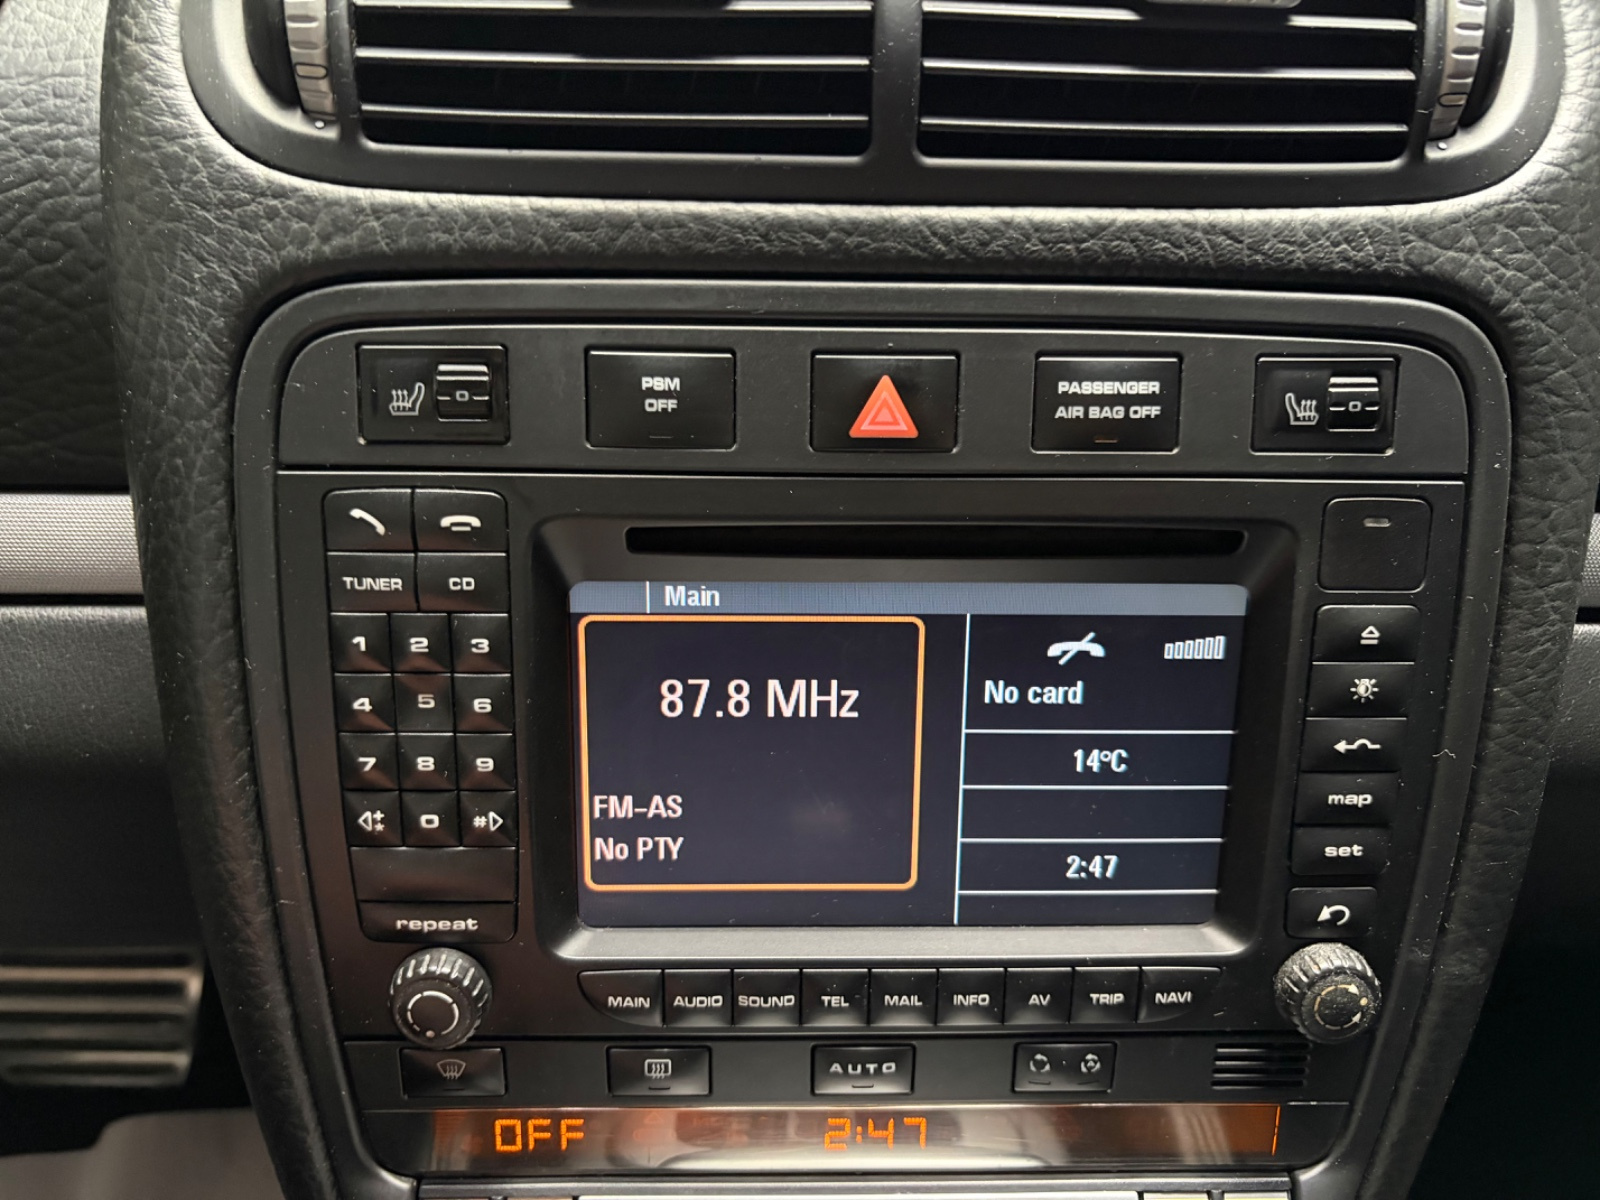 PSM
OFF
PASSENGER
AIR BAG OFF
TUNER CD
1 2 3
4 5 6
7 8 9
* 0 #
repeat
Main
87.8 MHz
FM-AS
No PTY
No card
14°C
2:47
map
set
MAIN AUDIO SOUND TEL MAIL INFO AV TRIP NAVI
AUTO
OFF 2:47